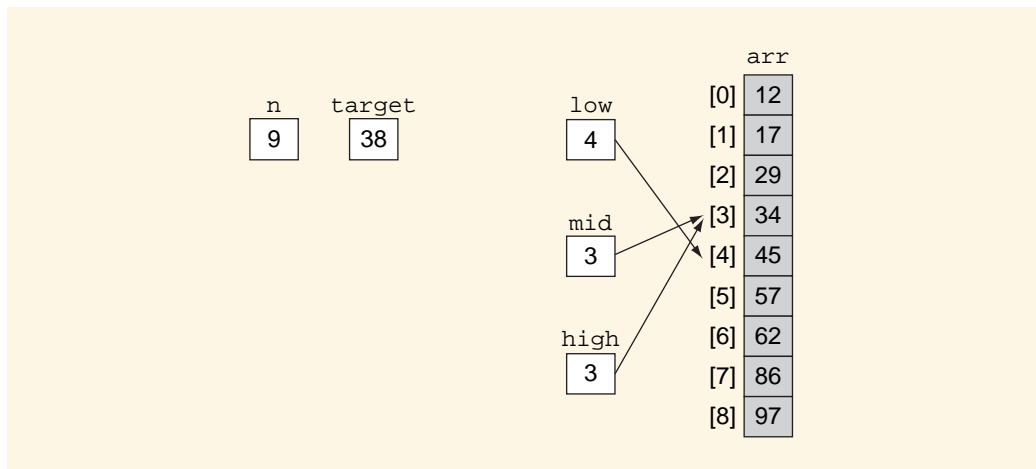 n target
9 38
low
4
mid
3
high
3
arr
[0] 12
[1] 17
[2] 29
[3] 34
[4] 45
[5] 57
[6] 62
[7] 86
[8] 97